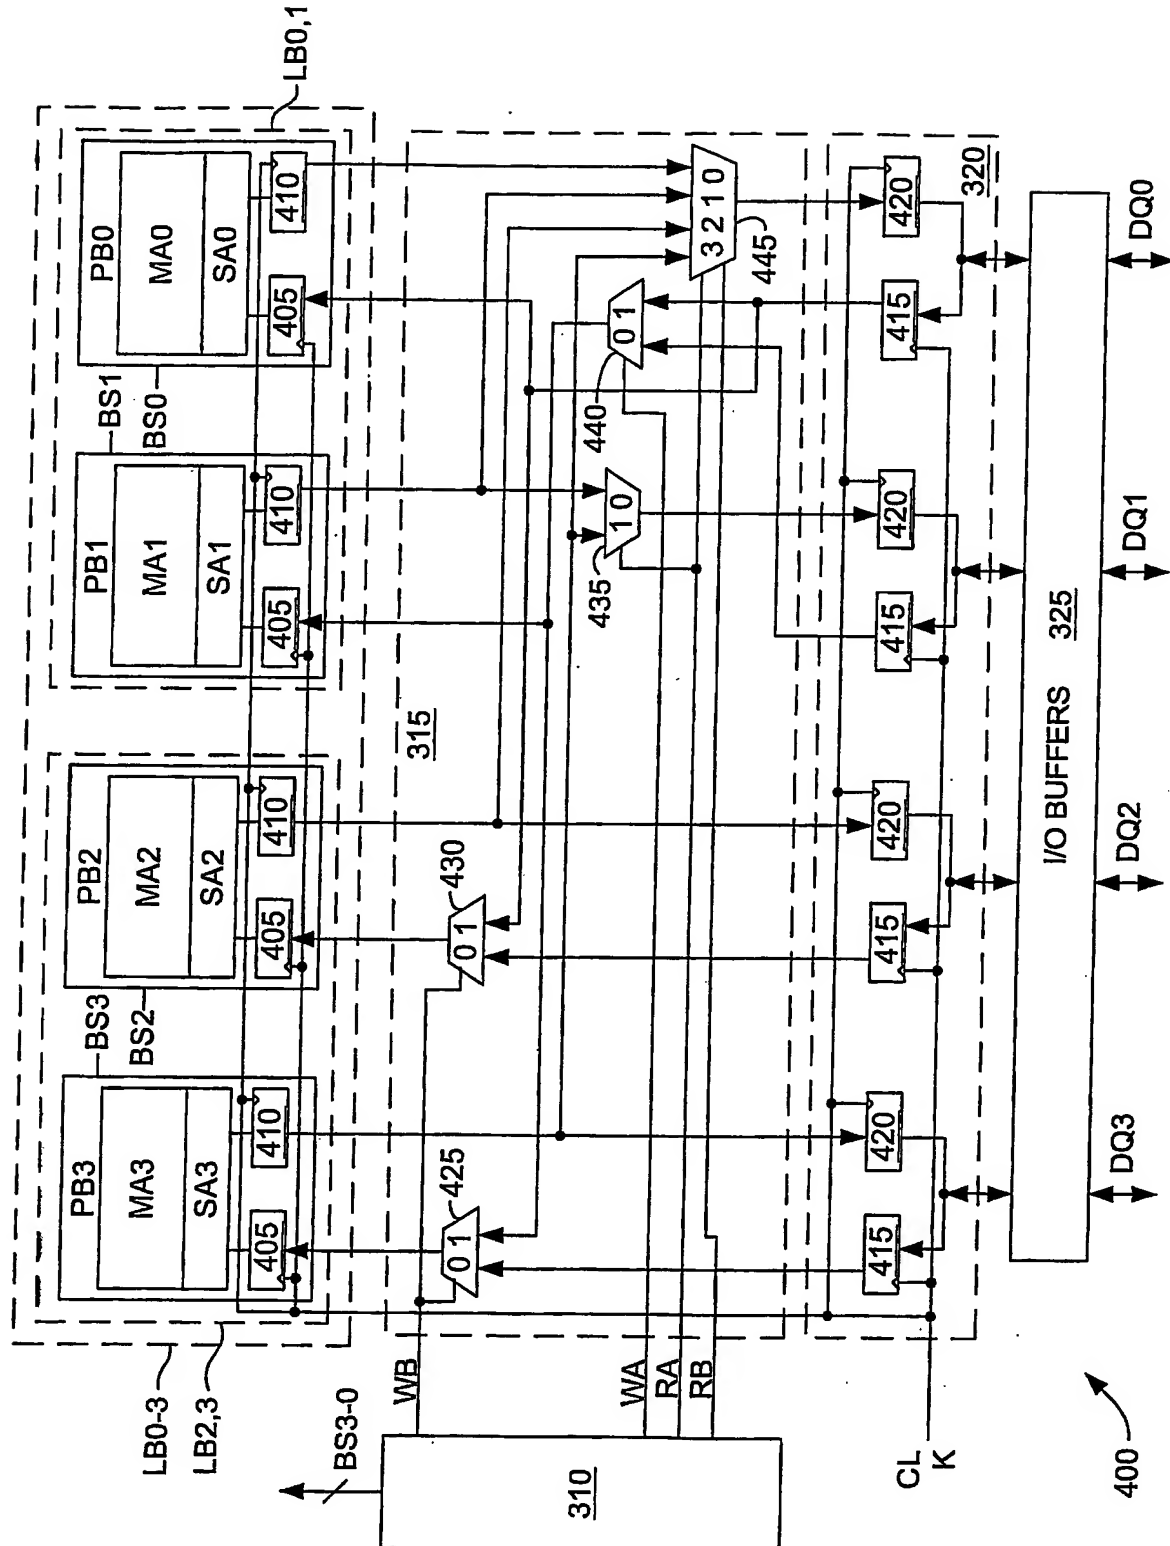 LB0-3
LB2,3
LB0,1
BS3
BS2
BS1
BS0
PB3
MA3
SA3
405
410
PB2
MA2
SA2
405
410
PB1
MA1
SA1
405
410
PB0
MA0
SA0
405
410
BS3-0
310
WB
WA
RA
RB
315
425
0 1
430
0 1
435
1 0
440
0 1
445
3 2 1 0
CL
K
415
420
415
420
415
420
415
420
320
I/O BUFFERS 325
DQ3
DQ2
DQ1
DQ0
400